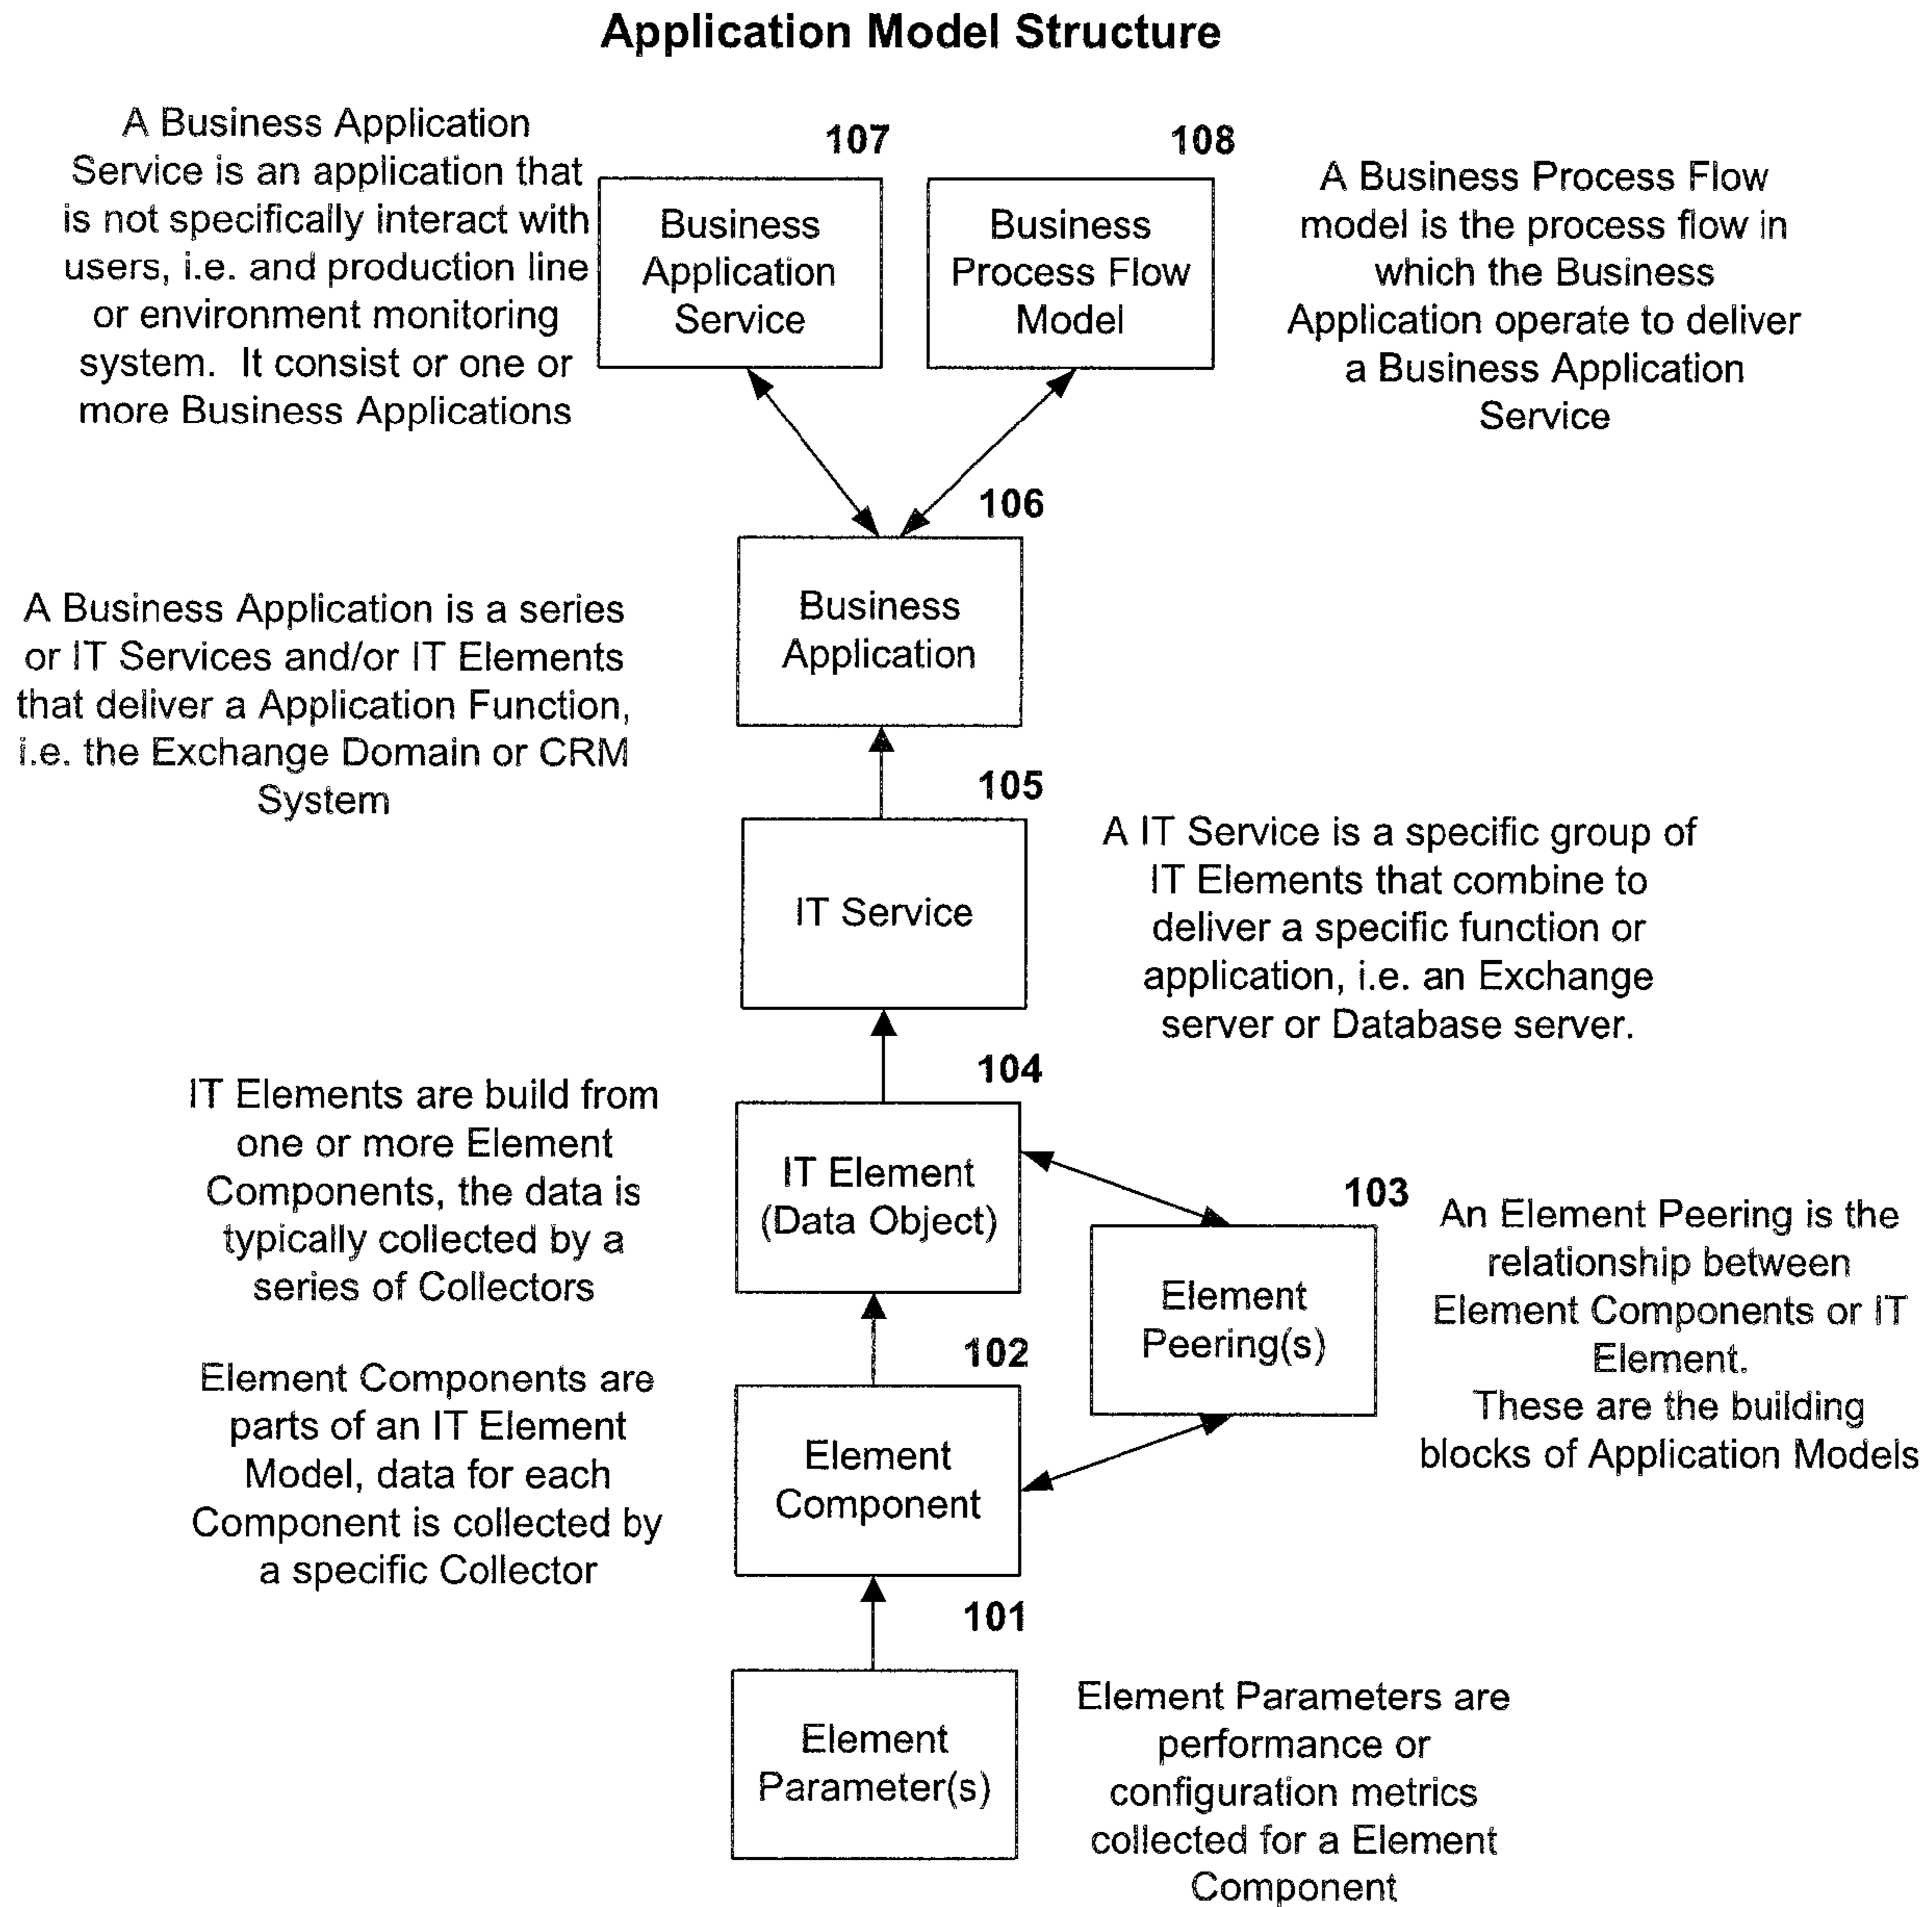 Application Model Structure
A Business Application
Service is an application that
is not specifically interact with
users, i.e. and production line
or environment monitoring
system.  It consist or one or
more Business Applications
107
Business
Application
Service
108
Business
Process Flow
Model
A Business Process Flow
model is the process flow in
which the Business
Application operate to deliver
a Business Application
Service
106
Business
Application
A Business Application is a series
or IT Services and/or IT Elements
that deliver a Application Function,
i.e. the Exchange Domain or CRM
System
105
IT Service
A IT Service is a specific group of
IT Elements that combine to
deliver a specific function or
application, i.e. an Exchange
server or Database server.
104
IT Elements are build from
one or more Element
Components, the data is
typically collected by a
series of Collectors
IT Element
(Data Object)
103
Element
Peering(s)
An Element Peering is the
relationship between
Element Components or IT
Element.
These are the building
blocks of Application Models
102
Element Components are
parts of an IT Element
Model, data for each
Component is collected by
a specific Collector
Element
Component
101
Element
Parameter(s)
Element Parameters are
performance or
configuration metrics
collected for a Element
Component